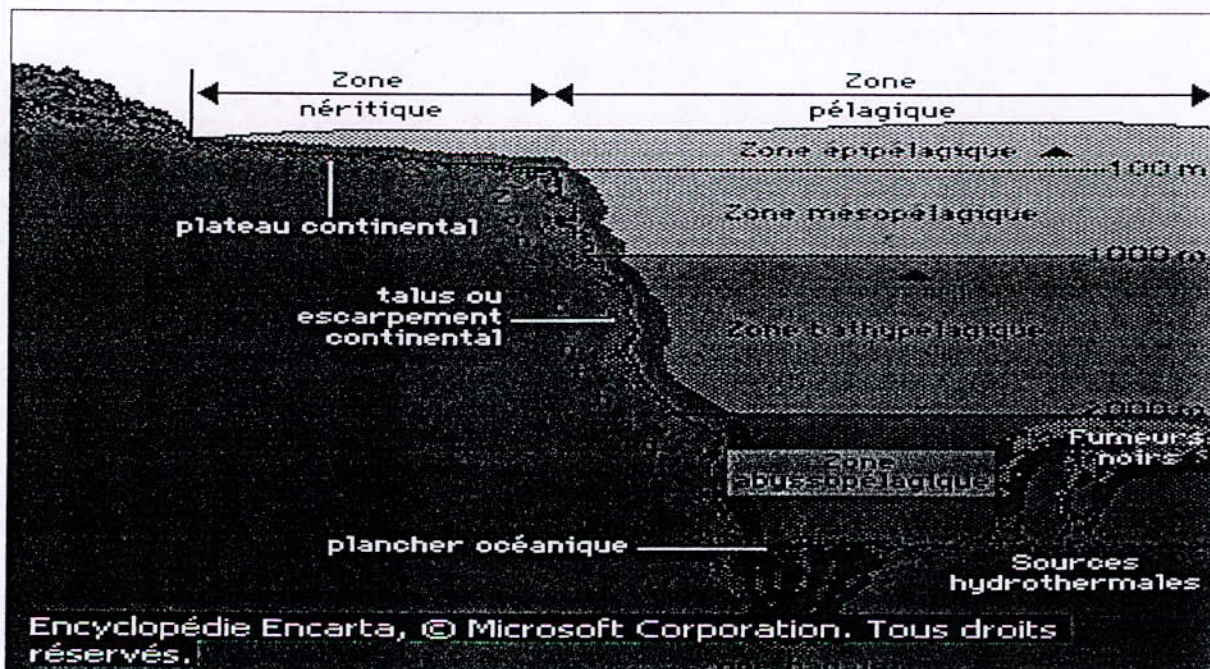 Zone
néritique
Zone
pélagique
Zone épipélagique
100 m
Zone mésopélagique
plateau continental
1000 m
talus ou
escarpement
continental
Zone bathypélagique
2000 m
Fumeurs
noirs
Zone
abyssopélagique
plancher océanique
Sources
hydrothermales
Encyclopédie Encarta, © Microsoft Corporation. Tous droits
réservés.